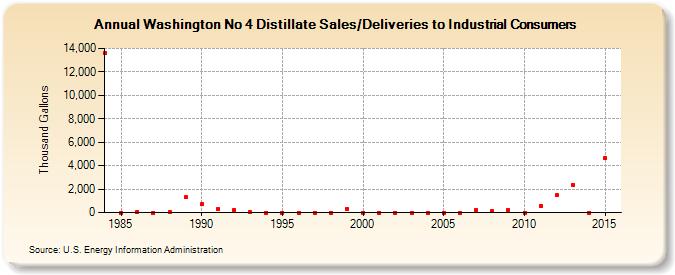 Annual Washington No 4 Distillate Sales/Deliveries to Industrial Consumers
Thousand Gallons
14,000
12,000
10,000
8,000
6,000
4,000
2,000
0
1985 1990 1995 2000 2005 2010 2015
Source: U.S. Energy Information Administration